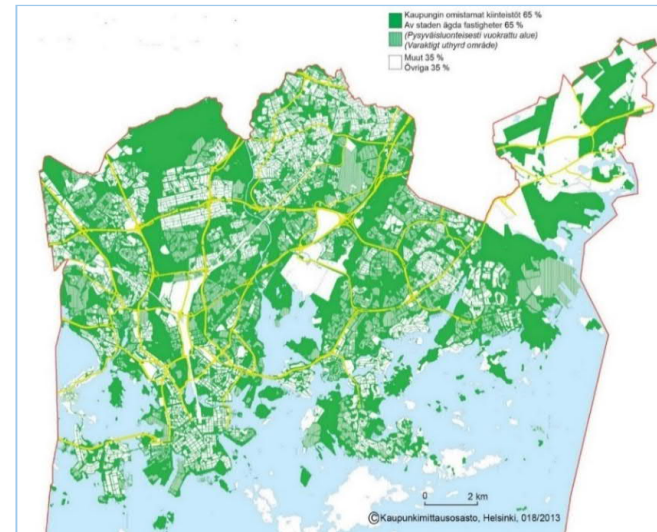 Kaupungin omistamat kiinteistöt 65 %
Av staden ägda fastigheter 65 %
(Pysyväisluonteisesti vuokrattu alue)
(Varaktigt uthyrd område)
Muut 35 %
Övriga 35 %
0 2 km
©Kaupunkimittausosasto, Helsinki, 018/2013